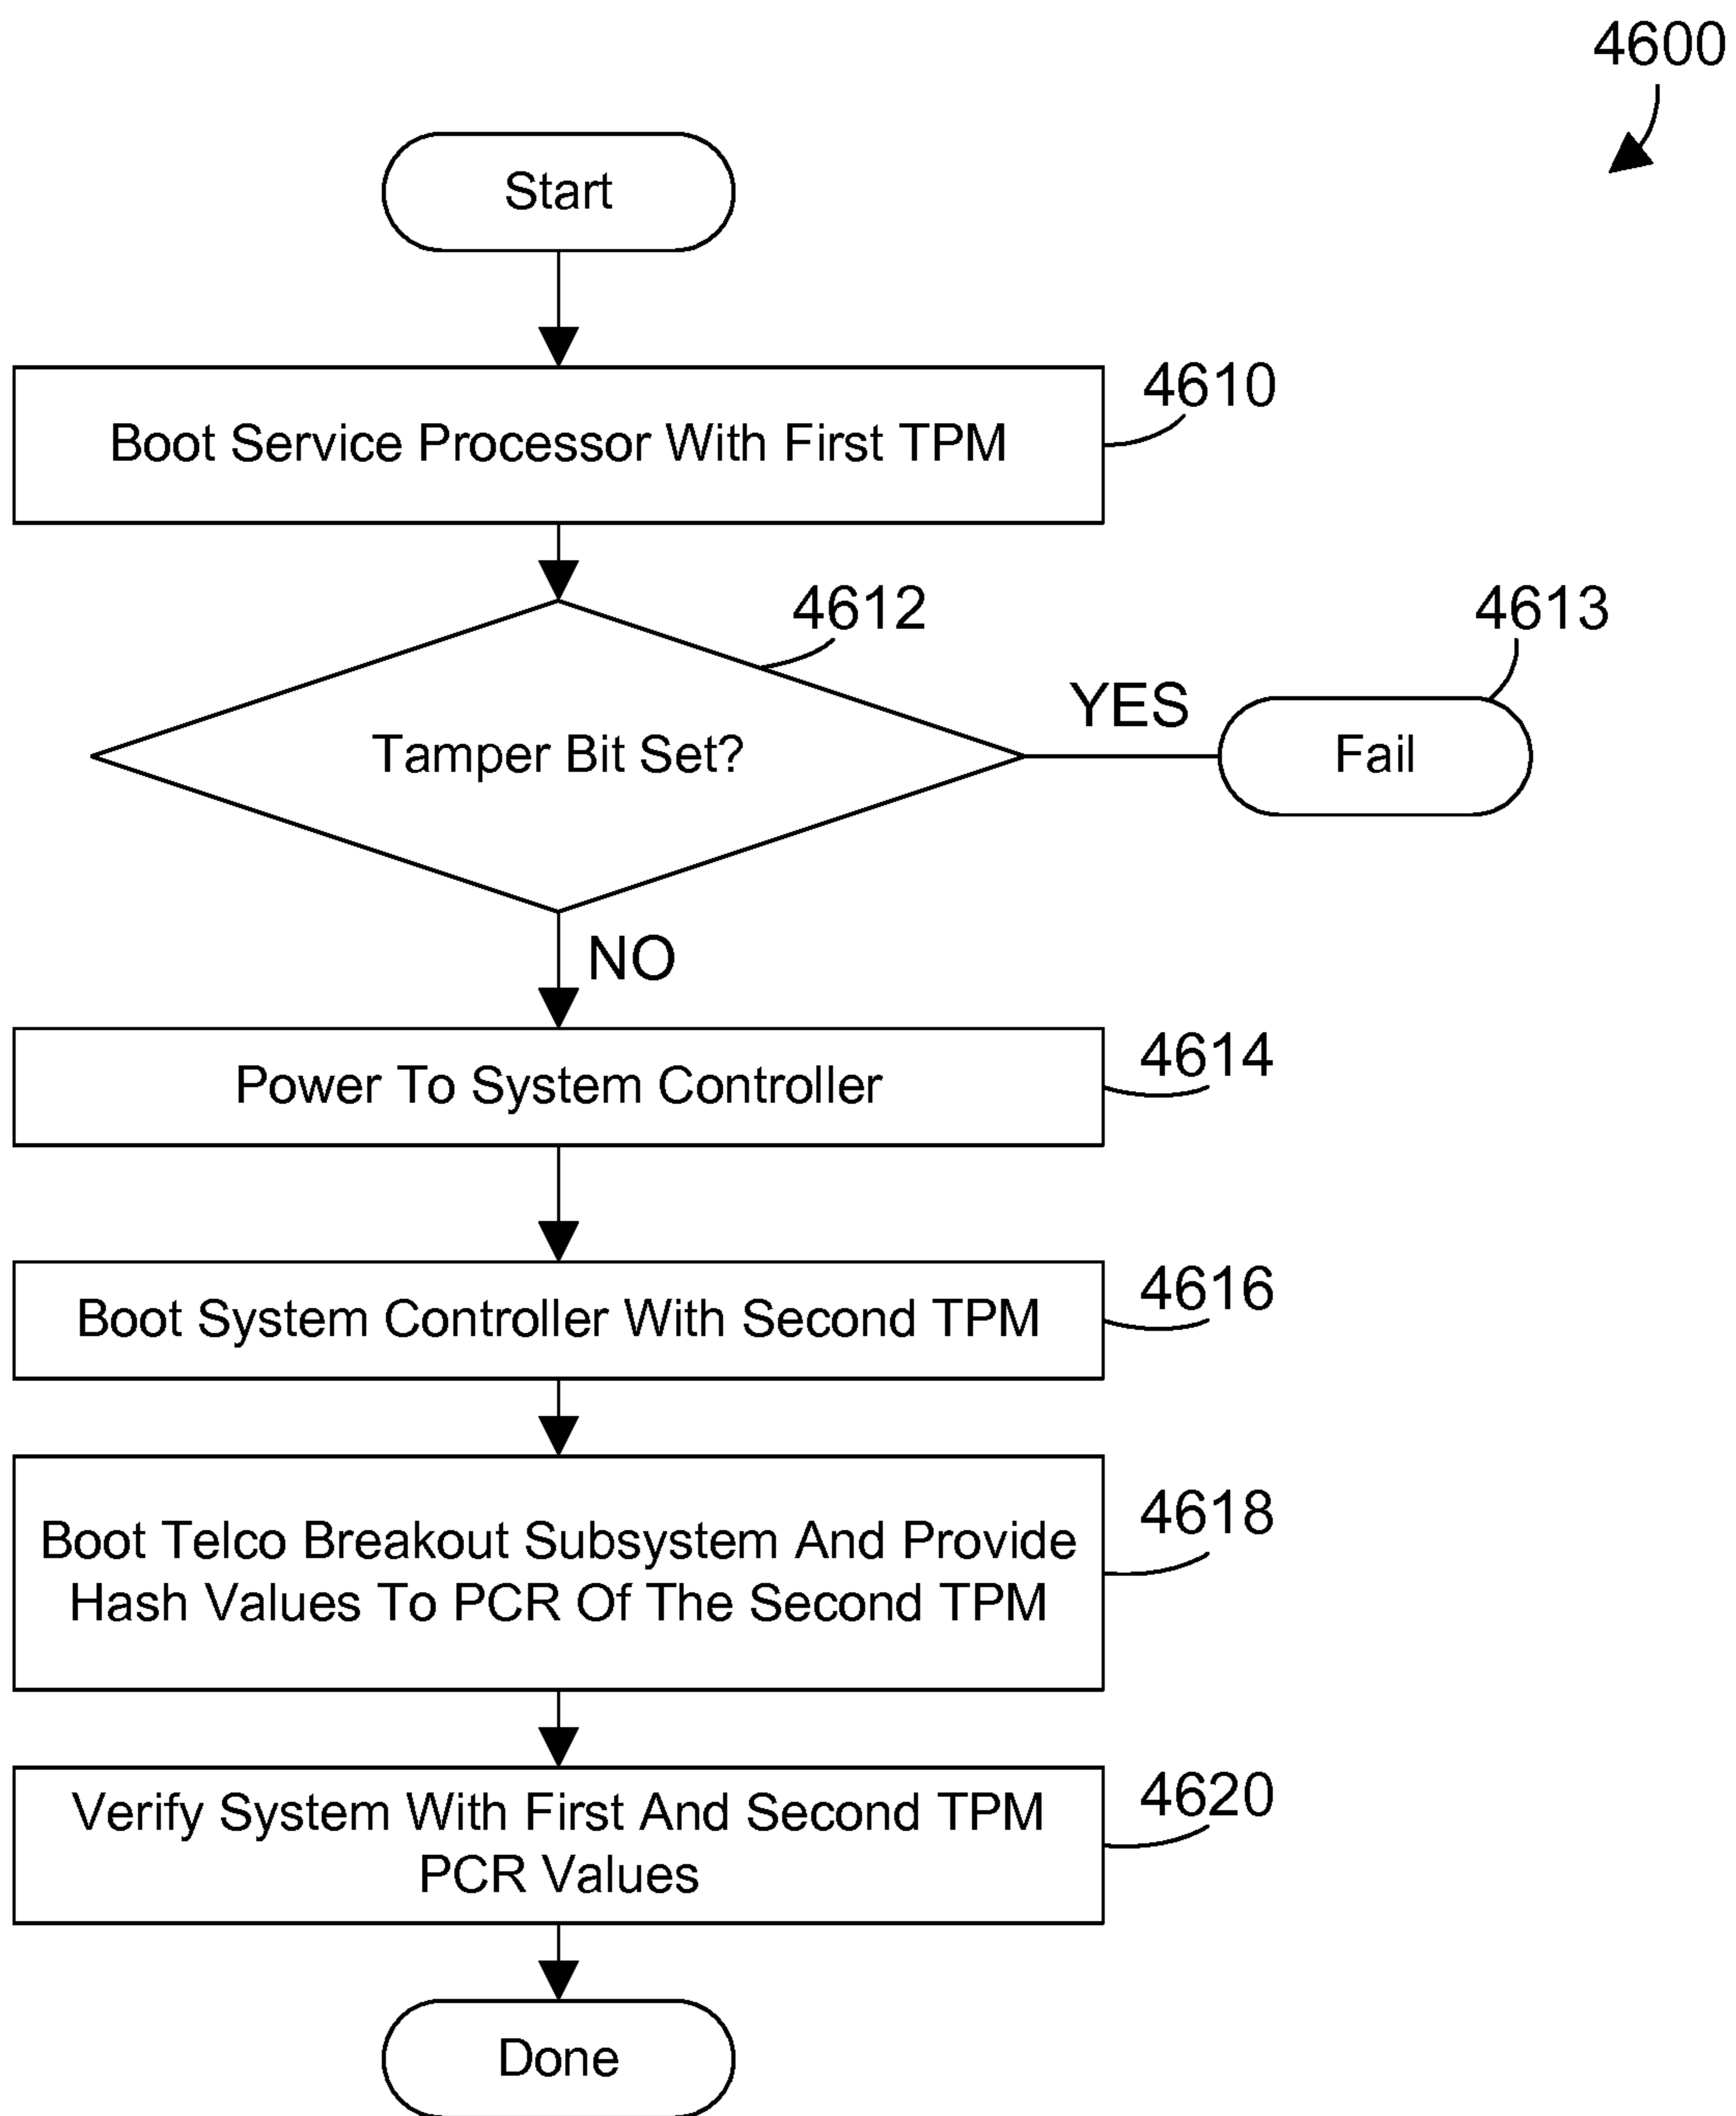 4600
Start
4610
Boot Service Processor With First TPM
4612
4613
YES
Tamper Bit Set?
Fail
NO
4614
Power To System Controller
4616
Boot System Controller With Second TPM
4618
Boot Telco Breakout Subsystem And Provide
Hash Values To PCR Of The Second TPM
4620
Verify System With First And Second TPM
PCR Values
Done